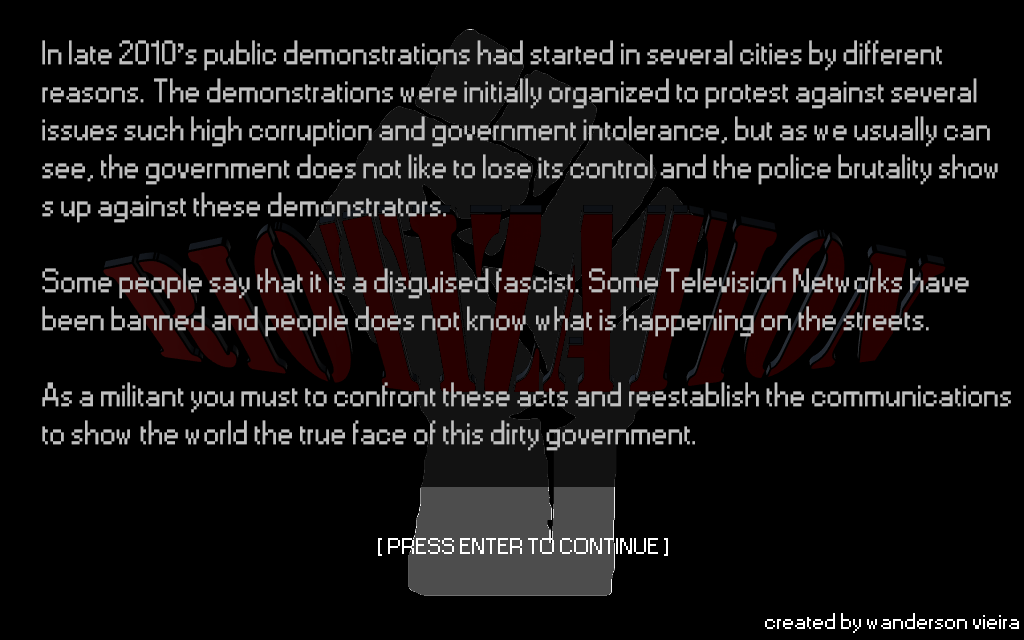 In late 2010's public demonstrations had started in several cities by different
reasons. The demonstrations were initially organized to protest against several
issues such high corruption and government intolerance, but as we usually can
see, the government does not like to lose its control and the police brutality show
s up against these demonstrators.
RIOTIZATION
Some people say that it is a disguised fascist. Some Television Networks have
been banned and people does not know what is happening on the streets.
As a militant you must to confront these acts and reestablish the communications
to show the world the true face of this dirty government.
[ PRESS ENTER TO CONTINUE ]
created by wanderson vieira